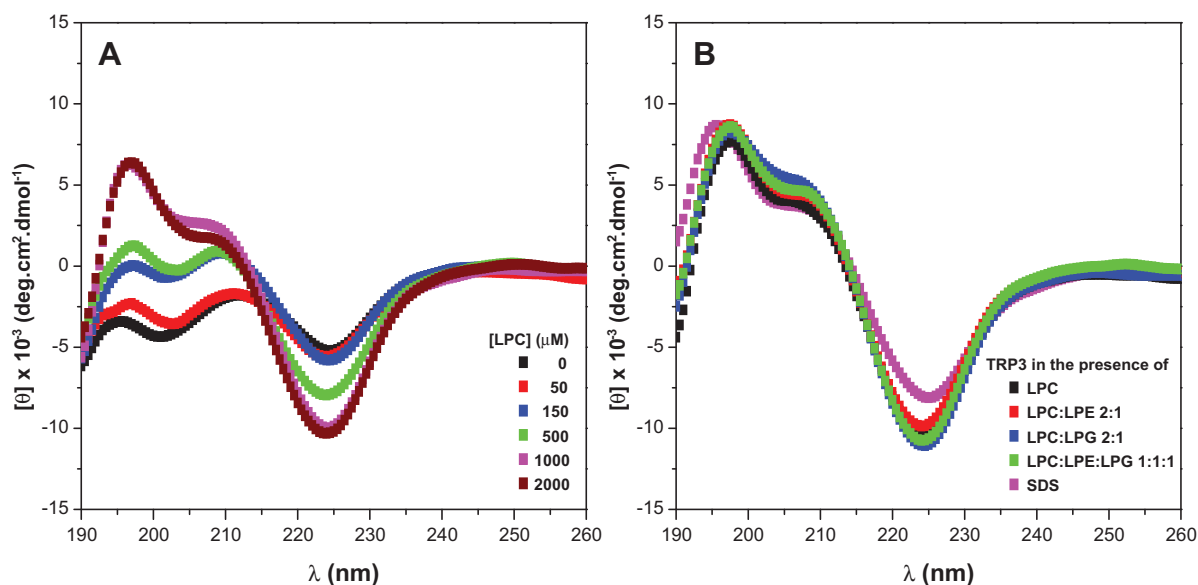 A
B
[θ] x 10⁻³ (deg.cm².dmol⁻¹)
15
10
5
0
-5
-10
-15
190 200 210 220 230 240 250 260
λ (nm)
[LPC] (μM)
0
50
150
500
1000
2000
[θ] x 10⁻³ (deg.cm².dmol⁻¹)
15
10
5
0
-5
-10
-15
190 200 210 220 230 240 250 260
λ (nm)
TRP3 in the presence of
LPC
LPC:LPE 2:1
LPC:LPG 2:1
LPC:LPE:LPG 1:1:1
SDS